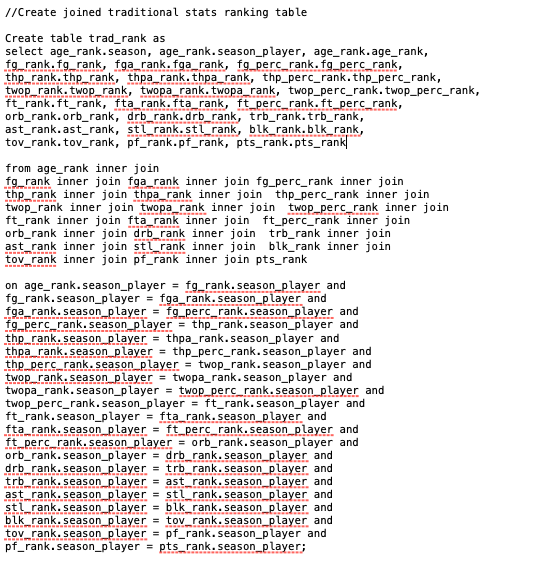 //Create joined traditional stats ranking table
Create table trad_rank as
select age_rank.season, age_rank.season_player, age_rank.age_rank,
fg_rank.fg_rank, fga_rank.fga_rank, fg_perc_rank.fg_perc_rank,
thp_rank.thp_rank, thpa_rank.thpa_rank, thp_perc_rank.thp_perc_rank,
twop_rank.twop_rank, twopa_rank.twopa_rank, twop_perc_rank.twop_perc_rank,
ft_rank.ft_rank, fta_rank.fta_rank, ft_perc_rank.ft_perc_rank,
orb_rank.orb_rank, drb_rank.drb_rank, trb_rank.trb_rank,
ast_rank.ast_rank, stl_rank.stl_rank, blk_rank.blk_rank,
tov_rank.tov_rank, pf_rank.pf_rank, pts_rank.pts_rank
from age_rank inner join
fg_rank inner join fga_rank inner join fg_perc_rank inner join
thp_rank inner join thpa_rank inner join  thp_perc_rank inner join
twop_rank inner join twopa_rank inner join  twop_perc_rank inner join
ft_rank inner join fta_rank inner join  ft_perc_rank inner join
orb_rank inner join drb_rank inner join  trb_rank inner join
ast_rank inner join stl_rank inner join  blk_rank inner join
tov_rank inner join pf_rank inner join pts_rank
on age_rank.season_player = fg_rank.season_player and
fg_rank.season_player = fga_rank.season_player and
fga_rank.season_player = fg_perc_rank.season_player and
fg_perc_rank.season_player = thp_rank.season_player and
thp_rank.season_player = thpa_rank.season_player and
thpa_rank.season_player = thp_perc_rank.season_player and
thp_perc_rank.season_player = twop_rank.season_player and
twop_rank.season_player = twopa_rank.season_player and
twopa_rank.season_player = twop_perc_rank.season_player and
twop_perc_rank.season_player = ft_rank.season_player and
ft_rank.season_player = fta_rank.season_player and
fta_rank.season_player = ft_perc_rank.season_player and
ft_perc_rank.season_player = orb_rank.season_player and
orb_rank.season_player = drb_rank.season_player and
drb_rank.season_player = trb_rank.season_player and
trb_rank.season_player = ast_rank.season_player and
ast_rank.season_player = stl_rank.season_player and
stl_rank.season_player = blk_rank.season_player and
blk_rank.season_player = tov_rank.season_player and
tov_rank.season_player = pf_rank.season_player and
pf_rank.season_player = pts_rank.season_player;